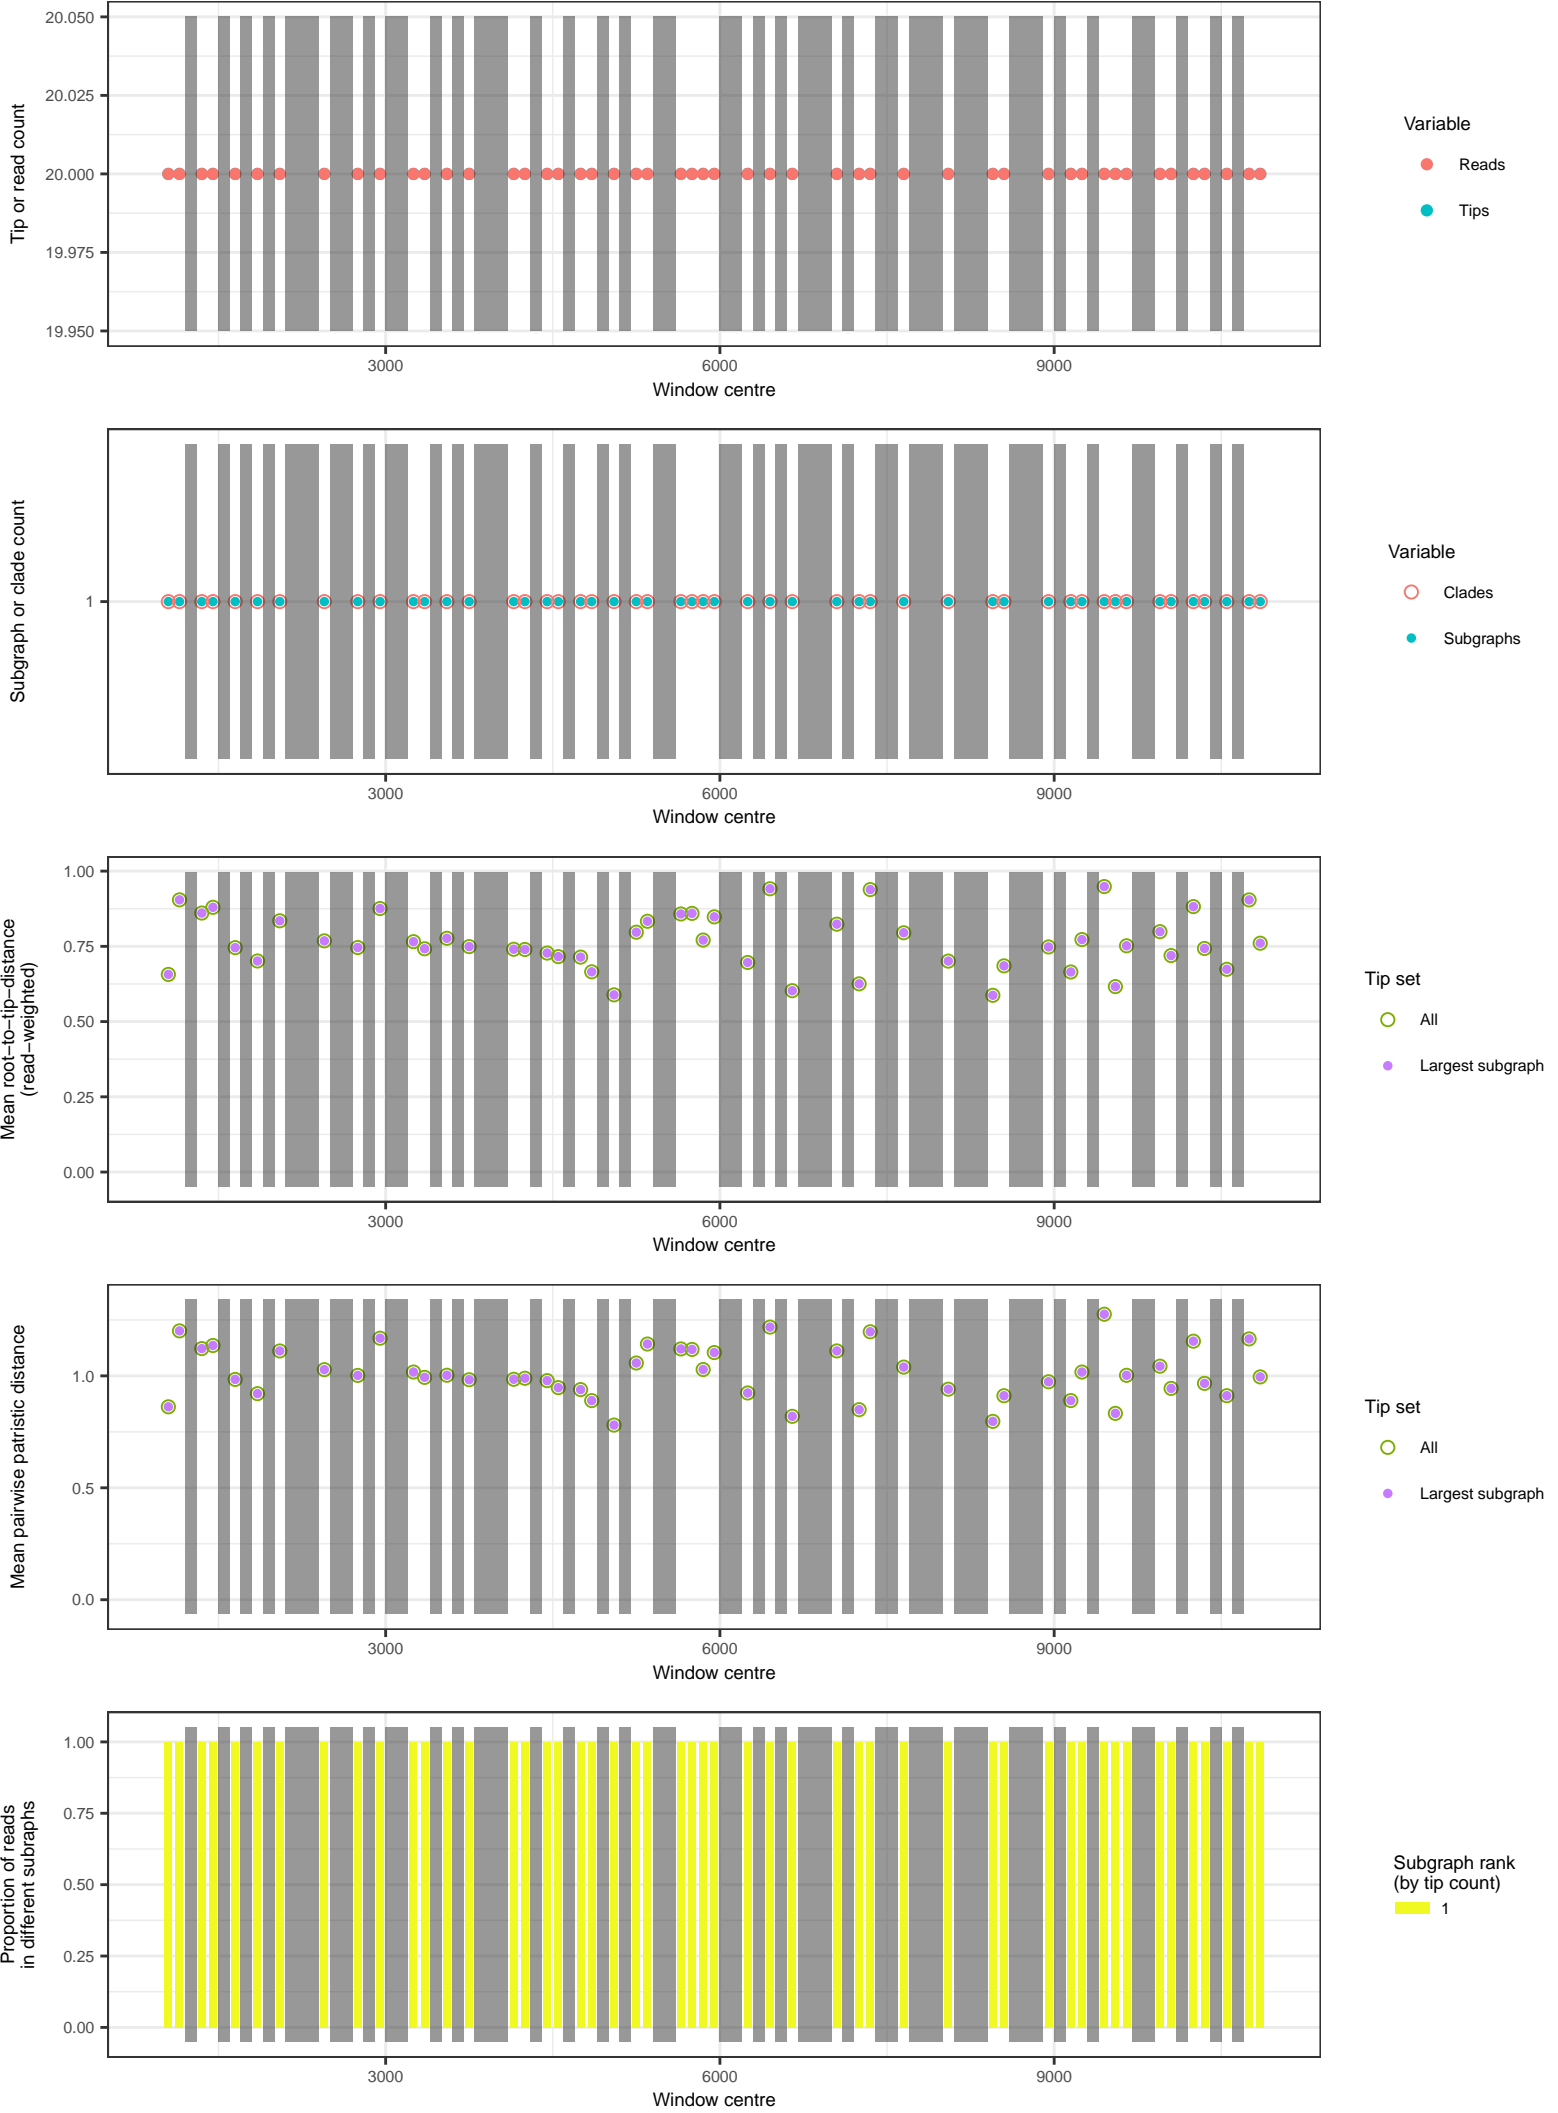 20.050
20.025
20.000
19.975
19.950
Tip or read count
3000
6000
9000
Window centre
Variable
Reads
Tips
1
Subgraph or clade count
3000
6000
9000
Window centre
Variable
Clades
Subgraphs
1.00
0.75
0.50
0.25
0.00
Mean root−to−tip−distance
(read−weighted)
3000
6000
9000
Window centre
Tip set
All
Largest subgraph
1.0
0.5
0.0
Mean pairwise patristic distance
3000
6000
9000
Window centre
Tip set
All
Largest subgraph
1.00
0.75
0.50
0.25
0.00
Proportion of reads
in different subraphs
3000
6000
9000
Window centre
Subgraph rank
(by tip count)
1